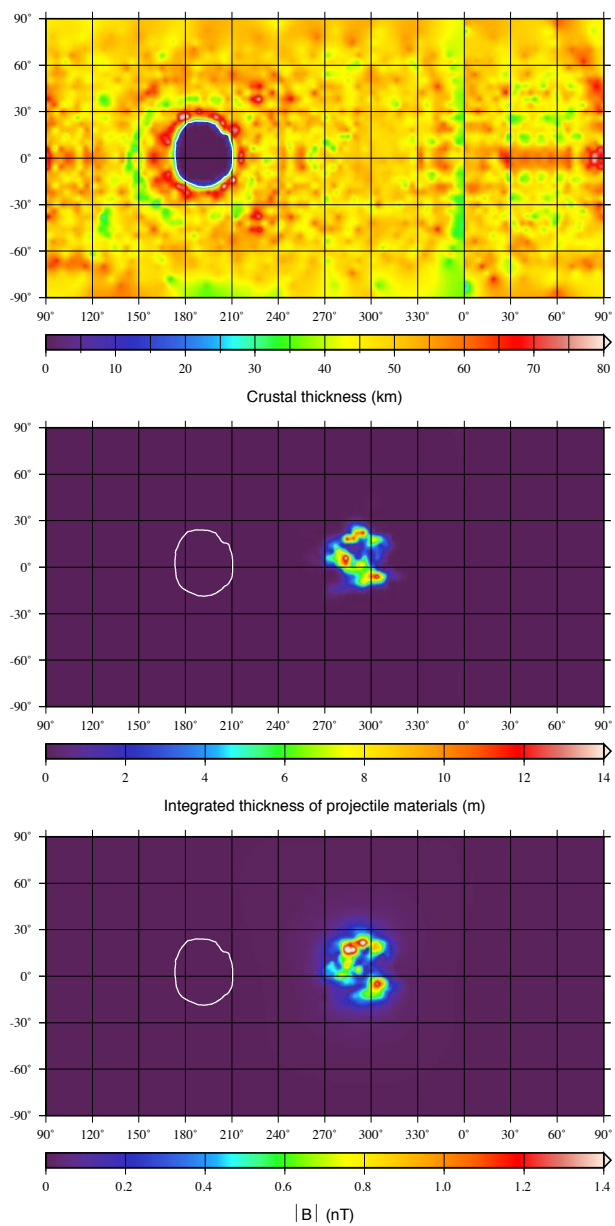 90°
60°
30°
0°
-30°
-60°
-90°
90° 120° 150° 180° 210° 240° 270° 300° 330° 0° 30° 60° 90°
0 10 20 30 40 50 60 70 80
Crustal thickness (km)
90°
60°
30°
0°
-30°
-60°
-90°
90° 120° 150° 180° 210° 240° 270° 300° 330° 0° 30° 60° 90°
0 2 4 6 8 10 12 14
Integrated thickness of projectile materials (m)
90°
60°
30°
0°
-30°
-60°
-90°
90° 120° 150° 180° 210° 240° 270° 300° 330° 0° 30° 60° 90°
0 0.2 0.4 0.6 0.8 1.0 1.2 1.4
|B| (nT)